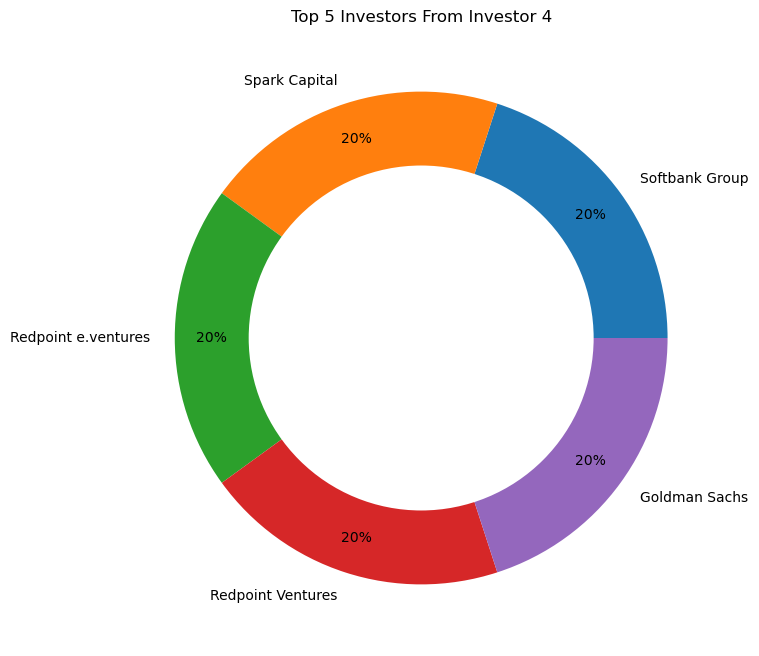 Top 5 Investors From Investor 4
Spark Capital
20%
Softbank Group
20%
Redpoint e.ventures
20%
20%
Goldman Sachs
20%
Redpoint Ventures